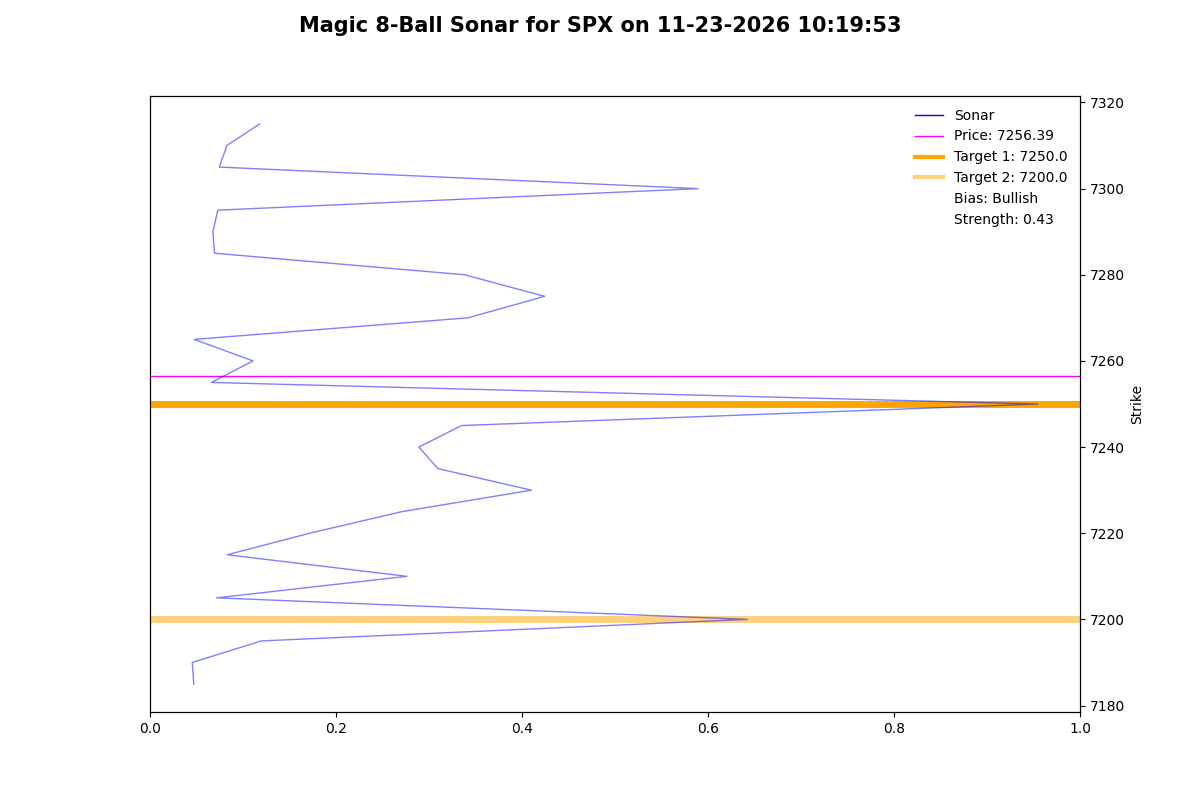 Magic 8-Ball Sonar for SPX on 11-23-2026 10:19:53
Sonar
Price: 7256.39
Target 1: 7250.0
Target 2: 7200.0
Bias: Bullish
Strength: 0.43
7320
7300
7280
7260
7240
7220
7200
7180
Strike
0.0 0.2 0.4 0.6 0.8 1.0